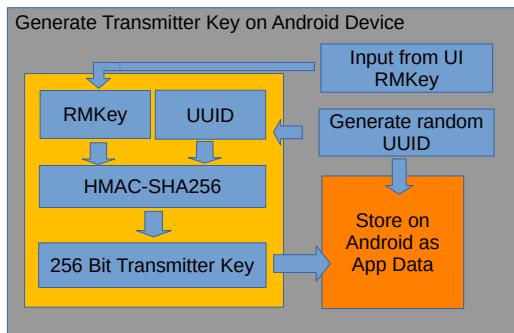 Generate Transmitter Key on Android Device
Input from UI
RMKey
RMKey
UUID
Generate random
UUID
HMAC-SHA256
Store on
Android as
App Data
256 Bit Transmitter Key